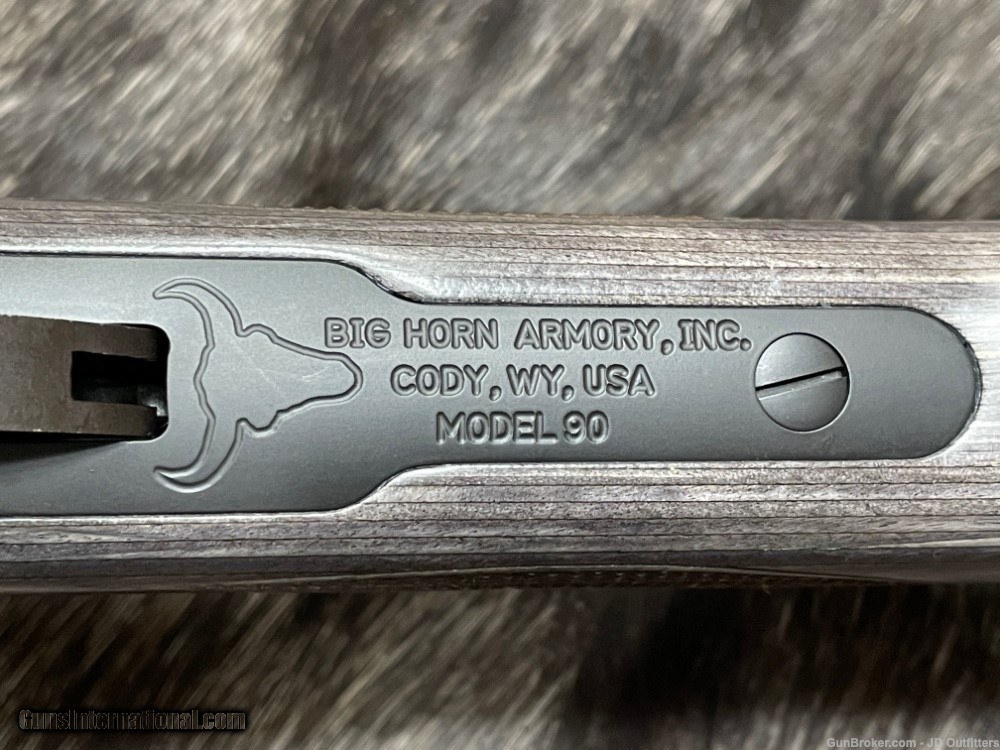 BIG HORN ARMORY, INC.
CODY, WY, USA
MODEL 90
GunsInternational.com
GunBroker.com - JD Outfitters